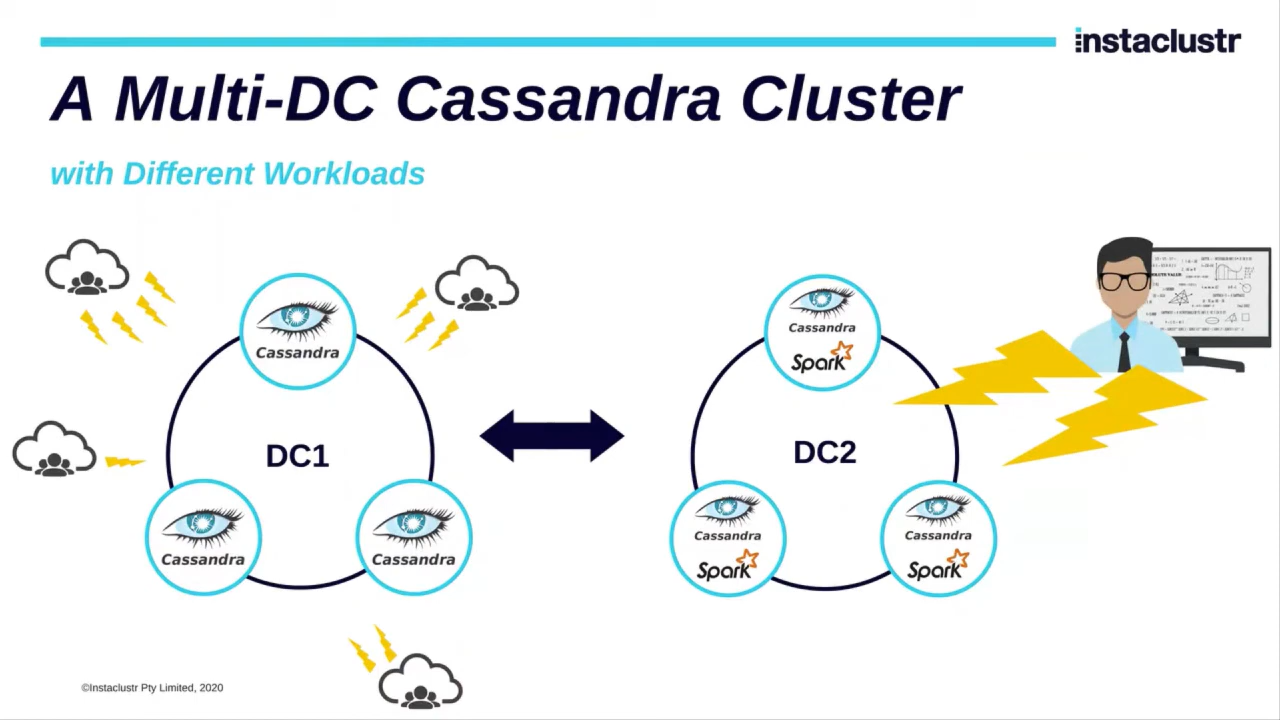 instaclustr
A Multi-DC Cassandra Cluster
with Different Workloads
Cassandra
DC1
Cassandra
Cassandra
Cassandra
Spark
DC2
Cassandra
Spark
Cassandra
Spark
©Instaclustr Pty Limited, 2020